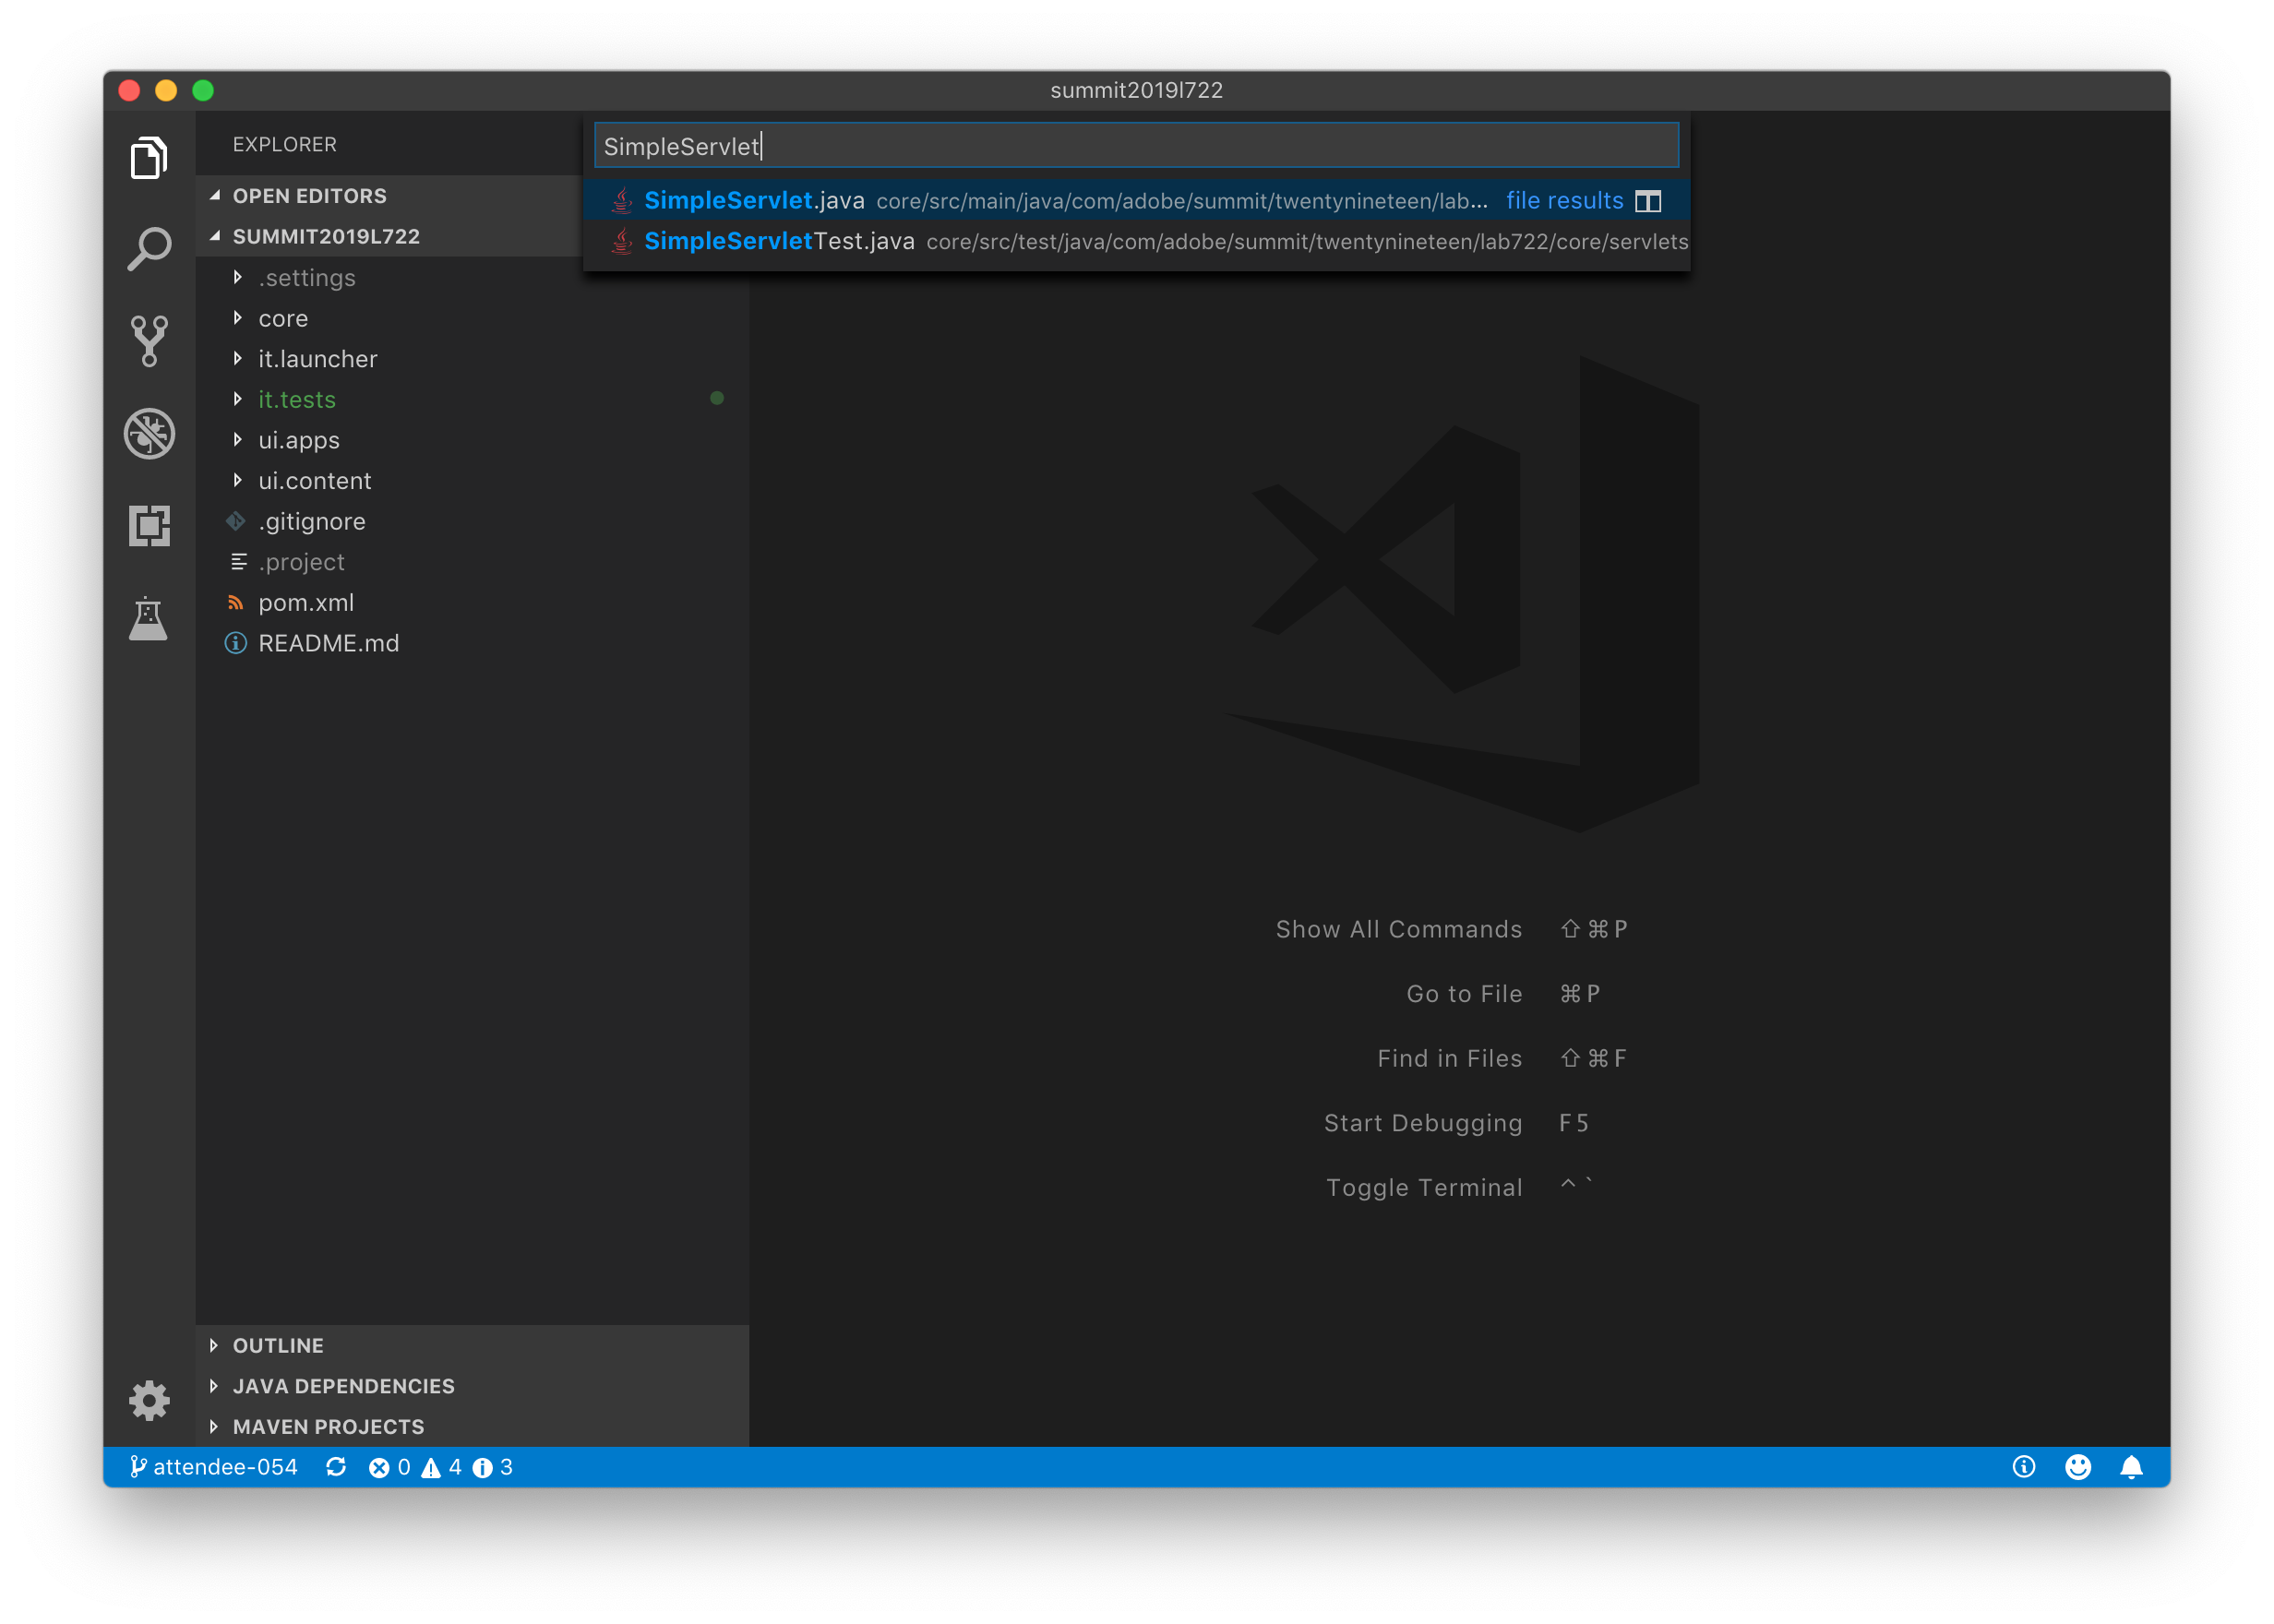 summit2019l722
EXPLORER
SimpleServlet
OPEN EDITORS
SimpleServlet.java core/src/main/java/com/adobe/summit/twentynineteen/lab... file results
SUMMIT2019L722
SimpleServletTest.java core/src/test/java/com/adobe/summit/twentynineteen/lab722/core/servlets
.settings
core
it.launcher
it.tests
ui.apps
ui.content
.gitignore
.project
pom.xml
README.md
Show All Commands ⇧⌘P
Go to File ⌘P
Find in Files ⇧⌘F
Start Debugging F5
Toggle Terminal ^`
OUTLINE
JAVA DEPENDENCIES
MAVEN PROJECTS
attendee-054 0 4 3